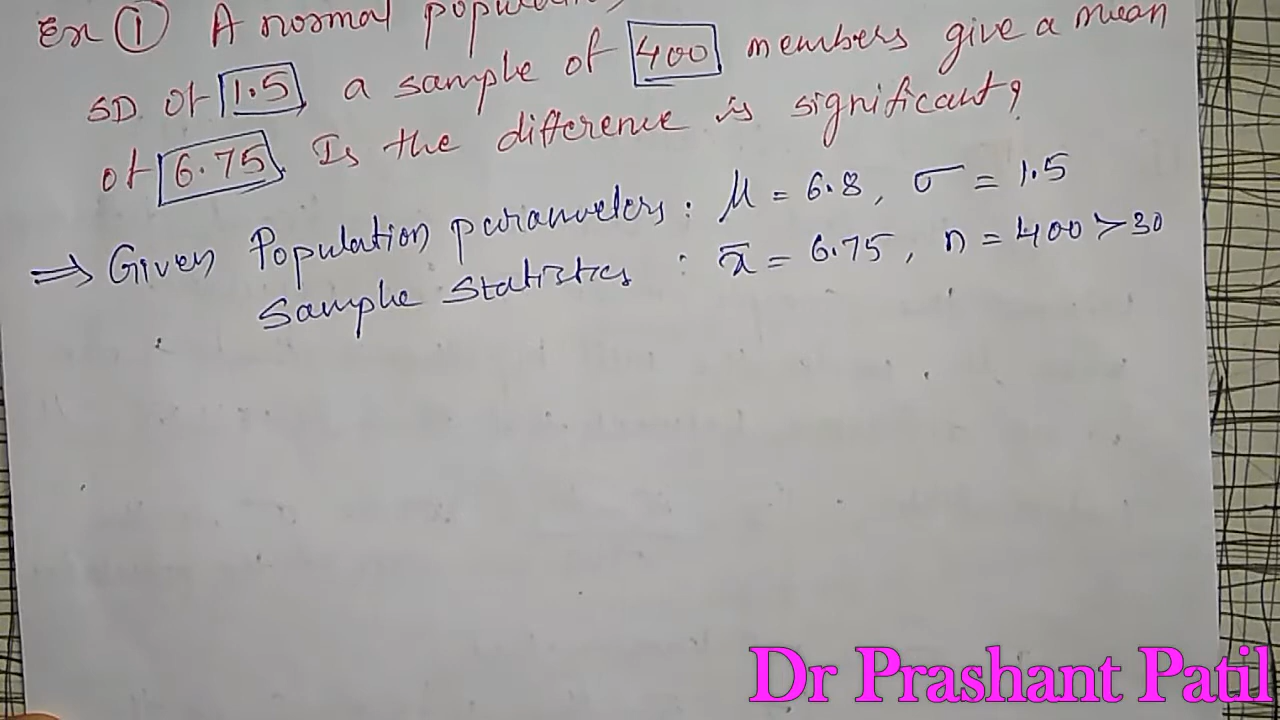 Ex ① A normal
SD of 1.5, a sample of 400 members give a mean
of 6.75. Is the difference is significant?
⇒ Given Population parameters : μ = 6.8, σ = 1.5
Sample Statistics : x̄ = 6.75, n = 400 > 30
Dr Prashant Patil